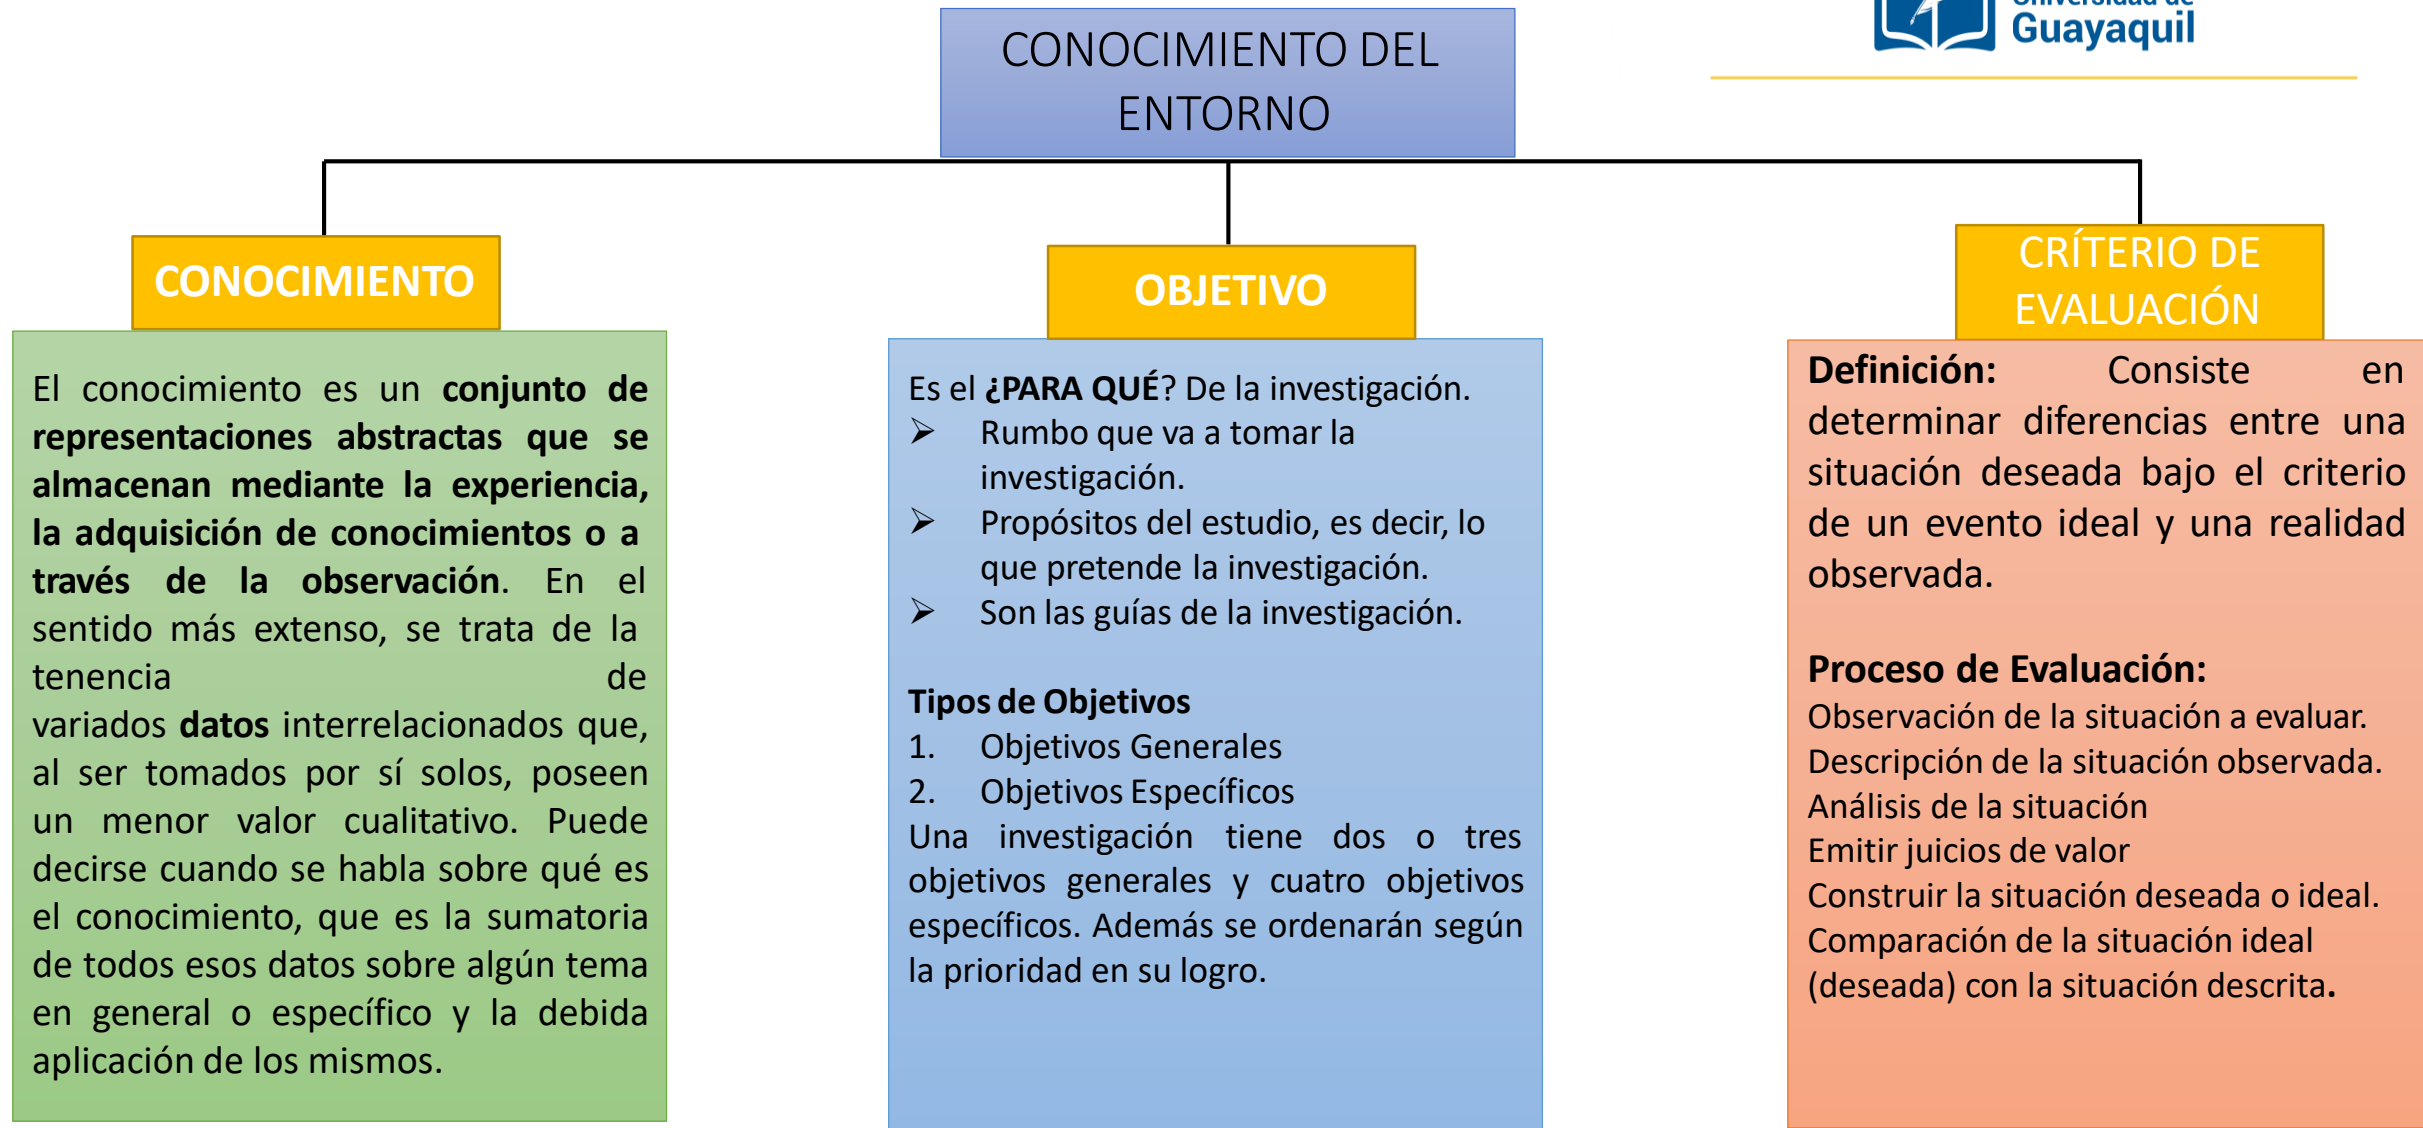 Universidad de
Guayaquil
CONOCIMIENTO DEL
ENTORNO
CONOCIMIENTO
El conocimiento es un conjunto de
representaciones abstractas que se
almacenan mediante la experiencia,
la adquisición de conocimientos o a
través de la observación. En el
sentido más extenso, se trata de la
tenencia de
variados datos interrelacionados que,
al ser tomados por sí solos, poseen
un menor valor cualitativo. Puede
decirse cuando se habla sobre qué es
el conocimiento, que es la sumatoria
de todos esos datos sobre algún tema
en general o específico y la debida
aplicación de los mismos.
OBJETIVO
Es el ¿PARA QUÉ? De la investigación.
➢ Rumbo que va a tomar la
investigación.
➢ Propósitos del estudio, es decir, lo
que pretende la investigación.
➢ Son las guías de la investigación.
Tipos de Objetivos
1. Objetivos Generales
2. Objetivos Específicos
Una investigación tiene dos o tres
objetivos generales y cuatro objetivos
específicos. Además se ordenarán según
la prioridad en su logro.
CRÍTERIO DE
EVALUACIÓN
Definición: Consiste en
determinar diferencias entre una
situación deseada bajo el criterio
de un evento ideal y una realidad
observada.
Proceso de Evaluación:
Observación de la situación a evaluar.
Descripción de la situación observada.
Análisis de la situación
Emitir juicios de valor
Construir la situación deseada o ideal.
Comparación de la situación ideal
(deseada) con la situación descrita.